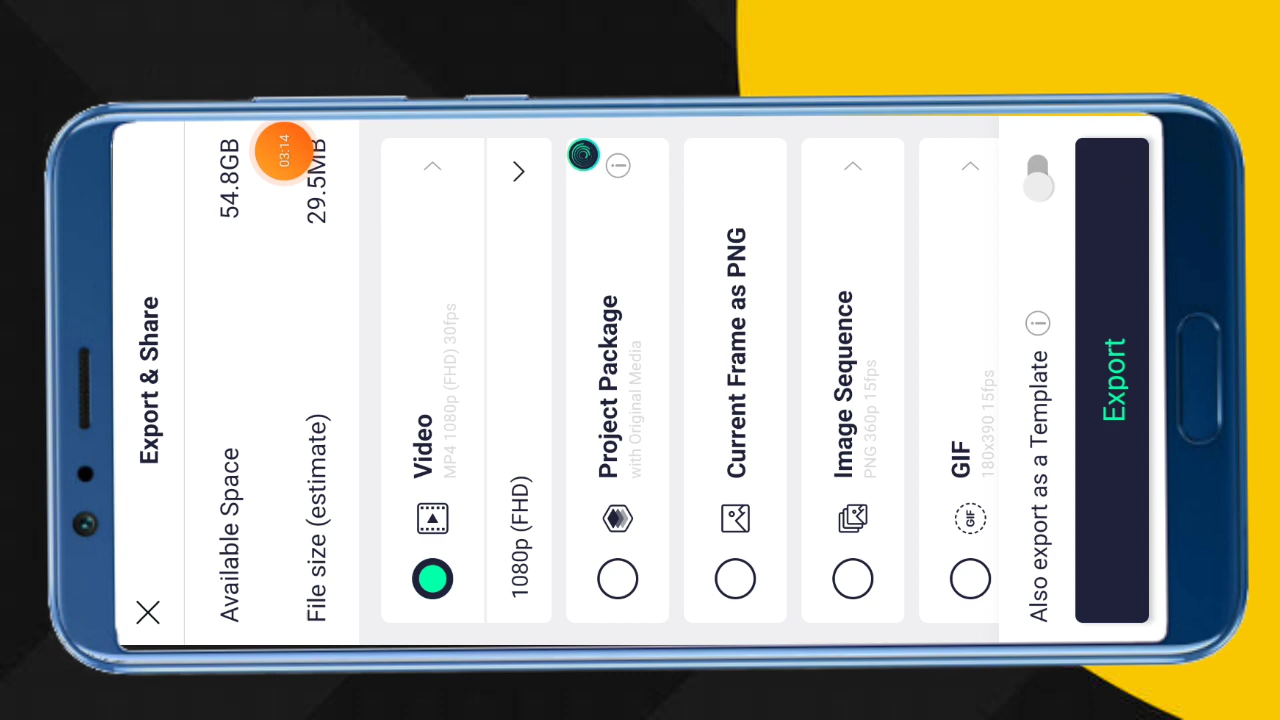 Export & Share
Available Space 54.8GB
File size (estimate) 29.5MB
03:14
Video
MP4 1080p (FHD) 30fps
1080p (FHD)
Project Package
with Original Media
Current Frame as PNG
Image Sequence
PNG 360p 15fps
GIF
GIF
180x390 15fps
Also export as a Template
Export